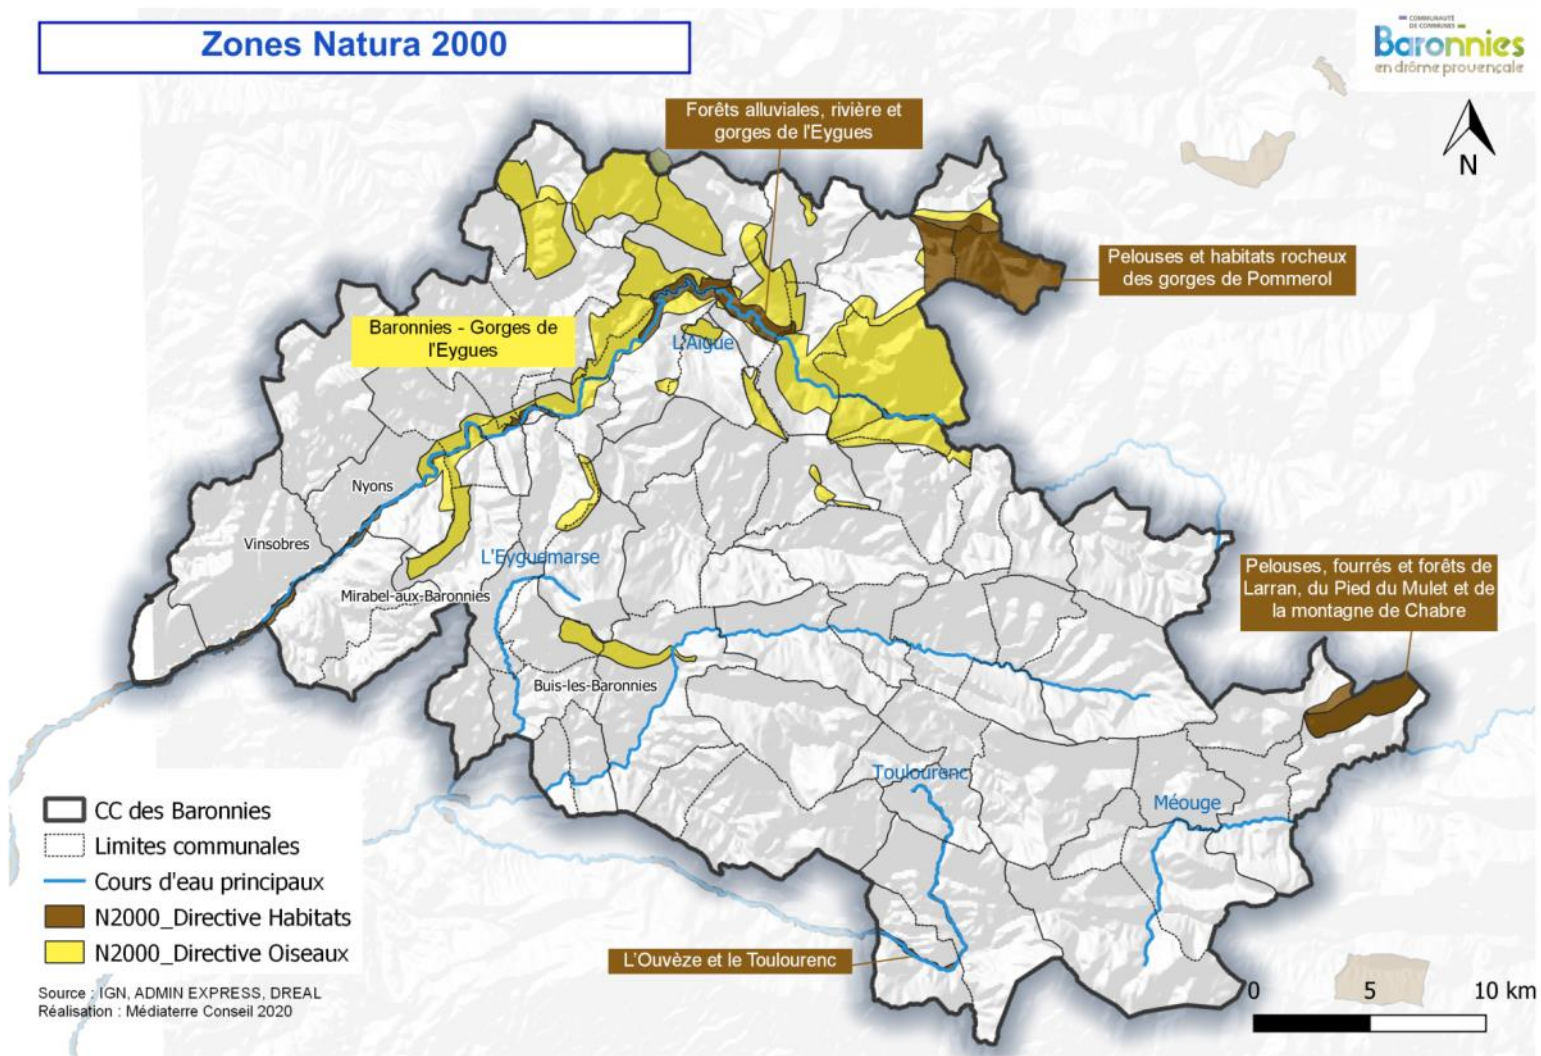 Zones Natura 2000
COMMUNAUTÉ
DE COMMUNES
Baronnies
en drôme provençale
N
Forêts alluviales, rivière et
gorges de l'Eygues
Pelouses et habitats rocheux
des gorges de Pommerol
Baronnies - Gorges de
l'Eygues
L'Aigue
Nyons
Vinsobres
L'Eyguemarse
Mirabel-aux-Baronnies
Pelouses, fourrés et forêts de
Larran, du Pied du Mulet et de
la montagne de Chabre
Buis-les-Baronnies
Toulourenc
Méouge
L'Ouvèze et le Toulourenc
CC des Baronnies
Limites communales
Cours d'eau principaux
N2000_Directive Habitats
N2000_Directive Oiseaux
Source : IGN, ADMIN EXPRESS, DREAL
Réalisation : Médiaterre Conseil 2020
0 5 10 km